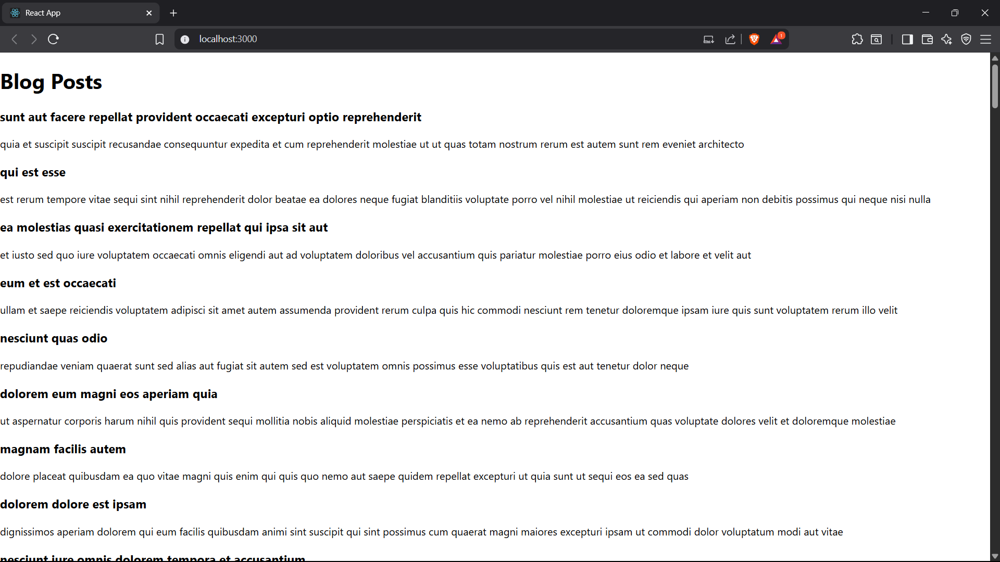 React App
localhost:3000
1
Blog Posts
sunt aut facere repellat provident occaecati excepturi optio reprehenderit
quia et suscipit suscipit recusandae consequuntur expedita et cum reprehenderit molestiae ut ut quas totam nostrum rerum est autem sunt rem eveniet architecto
qui est esse
est rerum tempore vitae sequi sint nihil reprehenderit dolor beatae ea dolores neque fugiat blanditiis voluptate porro vel nihil molestiae ut reiciendis qui aperiam non debitis possimus qui neque nisi nulla
ea molestias quasi exercitationem repellat qui ipsa sit aut
et iusto sed quo iure voluptatem occaecati omnis eligendi aut ad voluptatem doloribus vel accusantium quis pariatur molestiae porro eius odio et labore et velit aut
eum et est occaecati
ullam et saepe reiciendis voluptatem adipisci sit amet autem assumenda provident rerum culpa quis hic commodi nesciunt rem tenetur doloremque ipsam iure quis sunt voluptatem rerum illo velit
nesciunt quas odio
repudiandae veniam quaerat sunt sed alias aut fugiat sit autem sed est voluptatem omnis possimus esse voluptatibus quis est aut tenetur dolor neque
dolorem eum magni eos aperiam quia
ut aspernatur corporis harum nihil quis provident sequi mollitia nobis aliquid molestiae perspiciatis et ea nemo ab reprehenderit accusantium quas voluptate dolores velit et doloremque molestiae
magnam facilis autem
dolore placeat quibusdam ea quo vitae magni quis enim qui quis quo nemo aut saepe quidem repellat excepturi ut quia sunt ut sequi eos ea sed quas
dolorem dolore est ipsam
dignissimos aperiam dolorem qui eum facilis quibusdam animi sint suscipit qui sint possimus cum quaerat magni maiores excepturi ipsam ut commodi dolor voluptatum modi aut vitae
nesciunt iure omnis dolorem tempora et accusantium